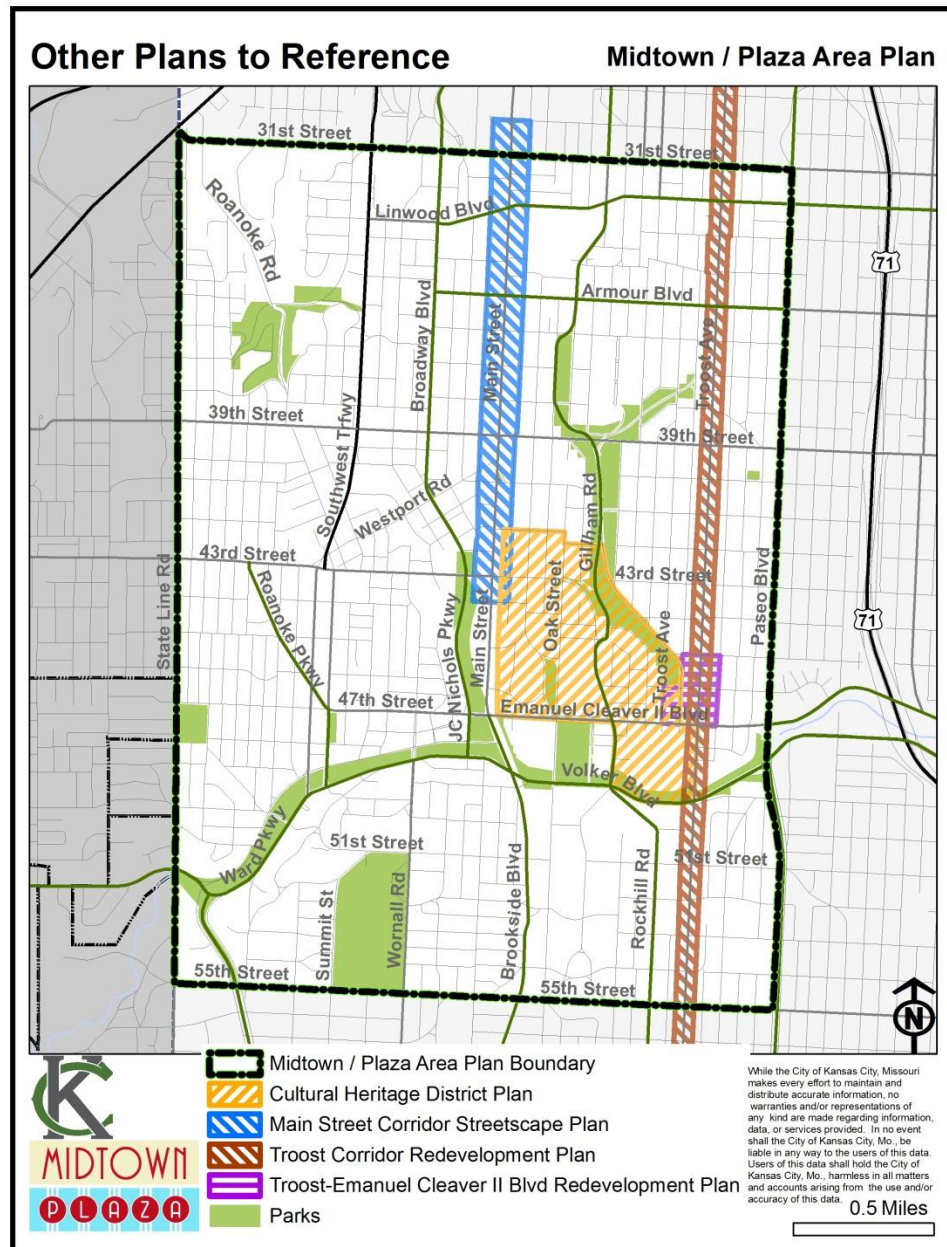 Other Plans to Reference
Midtown / Plaza Area Plan
31st Street
31st Street
Roanoke Rd
Linwood Blvd
71
Broadway Blvd
Armour Blvd
Main Street
Troost Ave
39th Street
39th Street
Southwest Trfwy
Westport Rd
Gillham Rd
43rd Street
43rd Street
State Line Rd
Roanoke Pkwy
JC Nichols Pkwy
Main Street
Oak Street
Troost Ave
Paseo Blvd
71
47th Street
Emanuel Cleaver II Blvd
Volker Blvd
Ward Pkwy
51st Street
51st Street
Summit St
Wornall Rd
Brookside Blvd
Rockhill Rd
55th Street
55th Street
N
KC
MIDTOWN
PLAZA
Midtown / Plaza Area Plan Boundary
Cultural Heritage District Plan
Main Street Corridor Streetscape Plan
Troost Corridor Redevelopment Plan
Troost-Emanuel Cleaver II Blvd Redevelopment Plan
Parks
While the City of Kansas City, Missouri
makes every effort to maintain and
distribute accurate information, no
warranties and/or representations of
any kind are made regarding information,
data, or services provided. In no event
shall the City of Kansas City, Mo., be
liable in any way to the users of this data.
Users of this data shall hold the City of
Kansas City, Mo., harmless in all matters
and accounts arising from the use and/or
accuracy of this data.
0.5 Miles